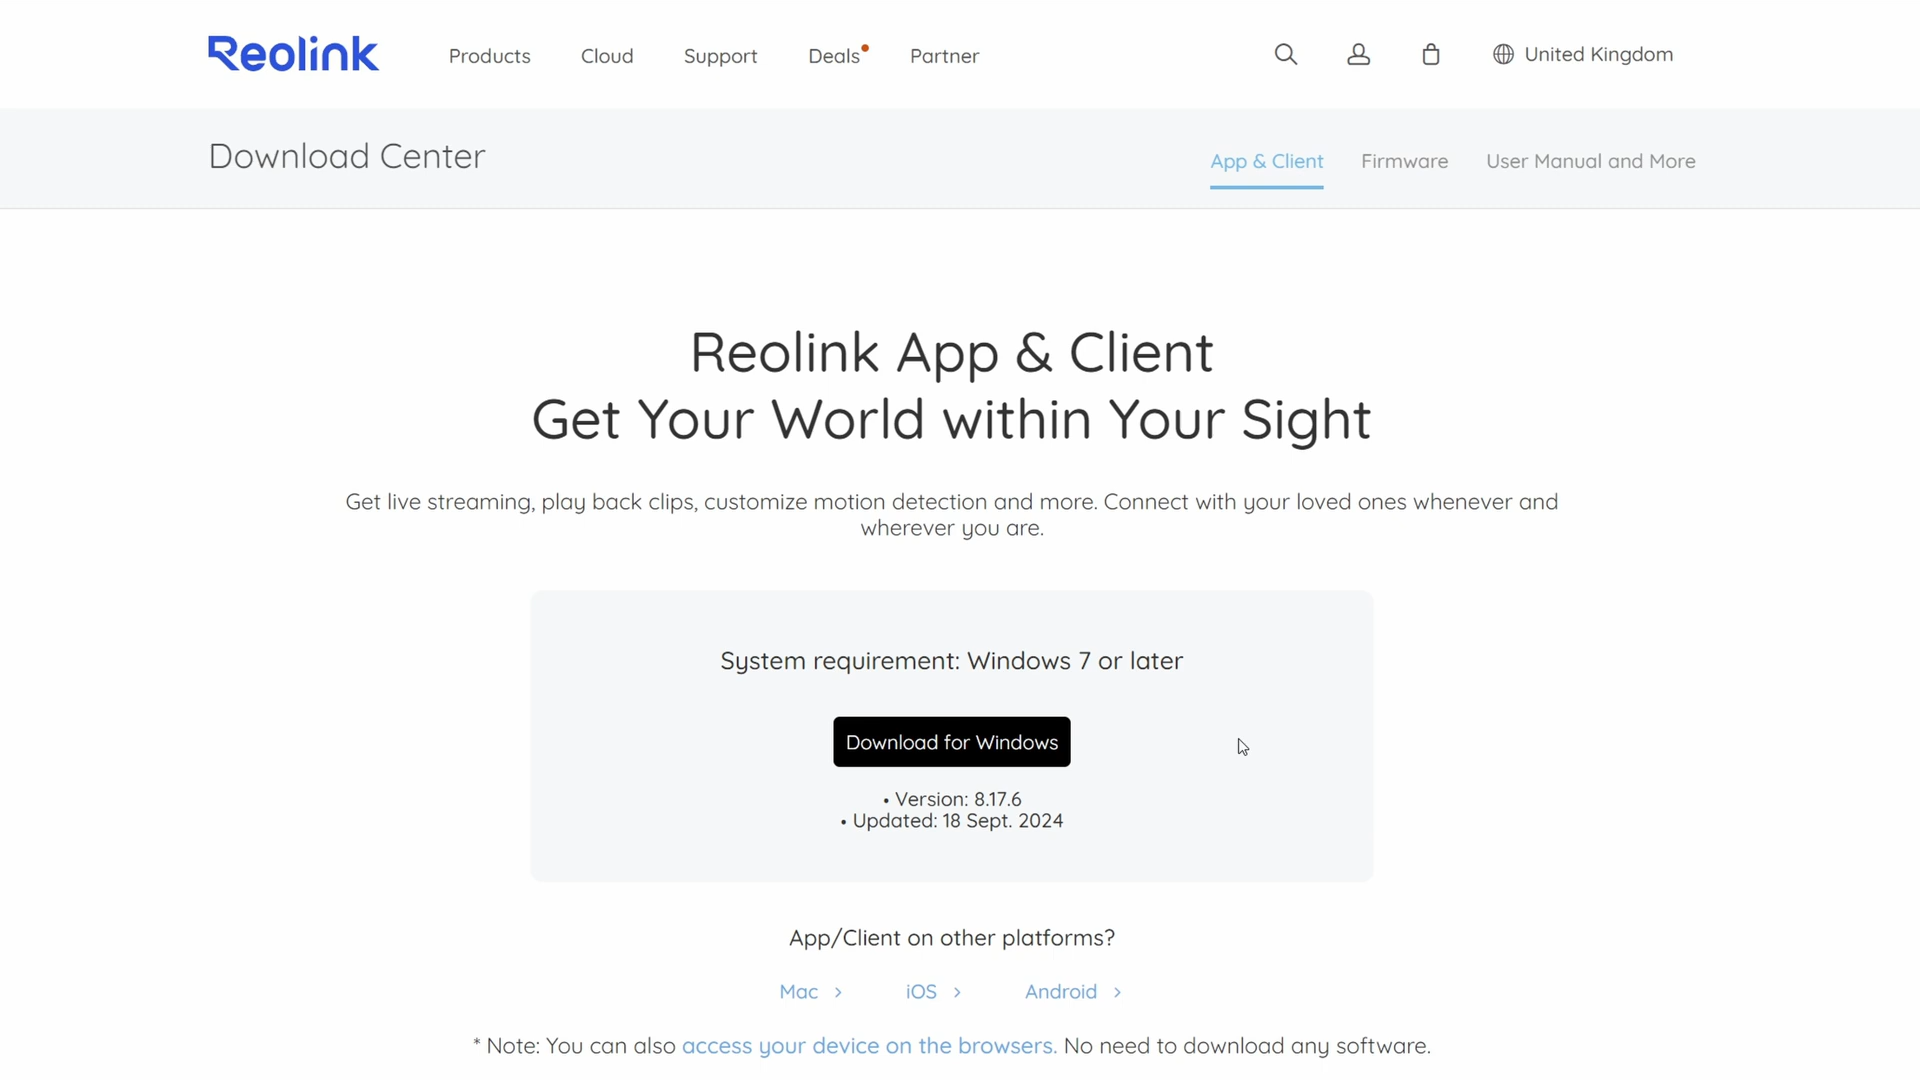 Reolink
Products
Cloud
Support
Deals
Partner
United Kingdom
Download Center
App & Client
Firmware
User Manual and More
Reolink App & Client
Get Your World within Your Sight
Get live streaming, play back clips, customize motion detection and more. Connect with your loved ones whenever and
wherever you are.
System requirement: Windows 7 or later
Download for Windows
• Version: 8.17.6
• Updated: 18 Sept. 2024
App/Client on other platforms?
Mac >
iOS >
Android >
* Note: You can also access your device on the browsers. No need to download any software.